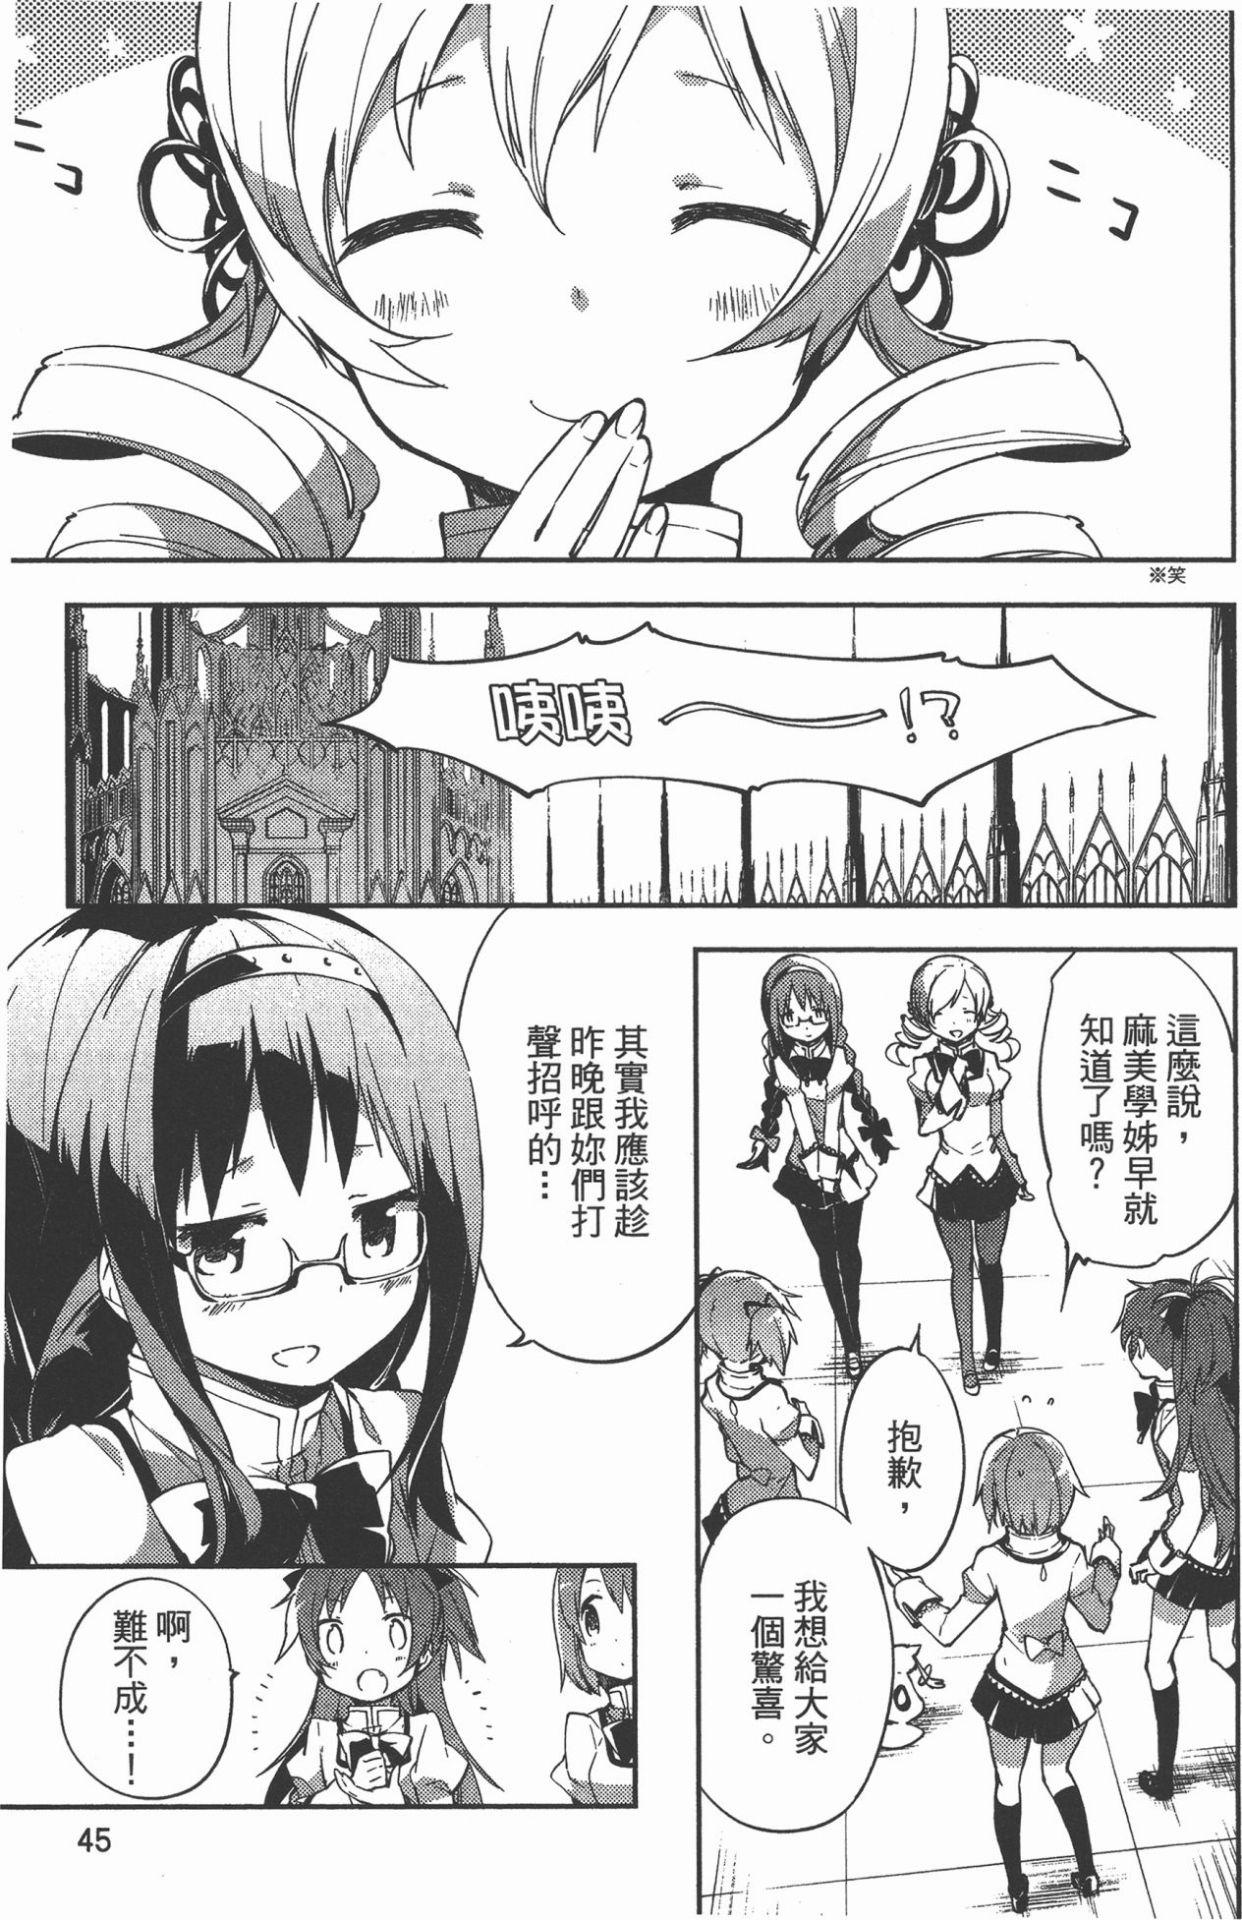 ニコ
ニコ
※笑
咦咦～!?
這麼說，
麻美學姊早就
知道了嗎？
抱歉，
我想給大家
一個驚喜。
其實我應該趁
昨晚跟妳們打
聲招呼的…
啊，
難不成…！
45